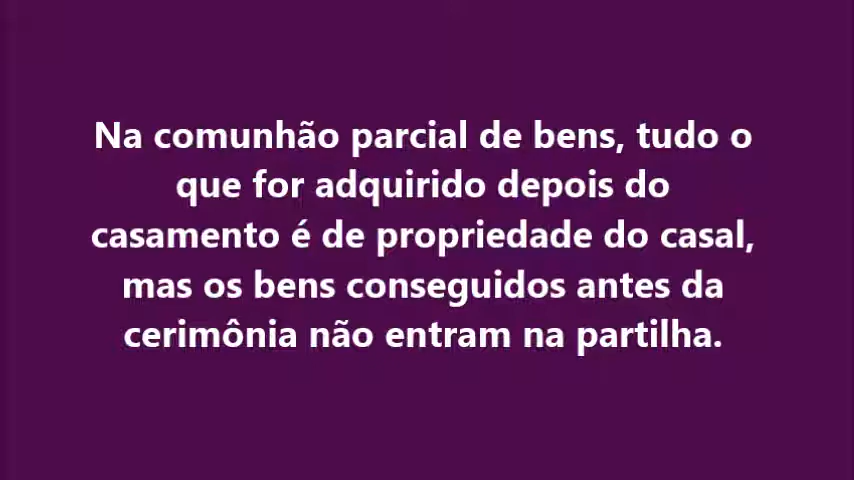 Na comunhão parcial de bens, tudo o
que for adquirido depois do
casamento é de propriedade do casal,
mas os bens conseguidos antes da
cerimônia não entram na partilha.